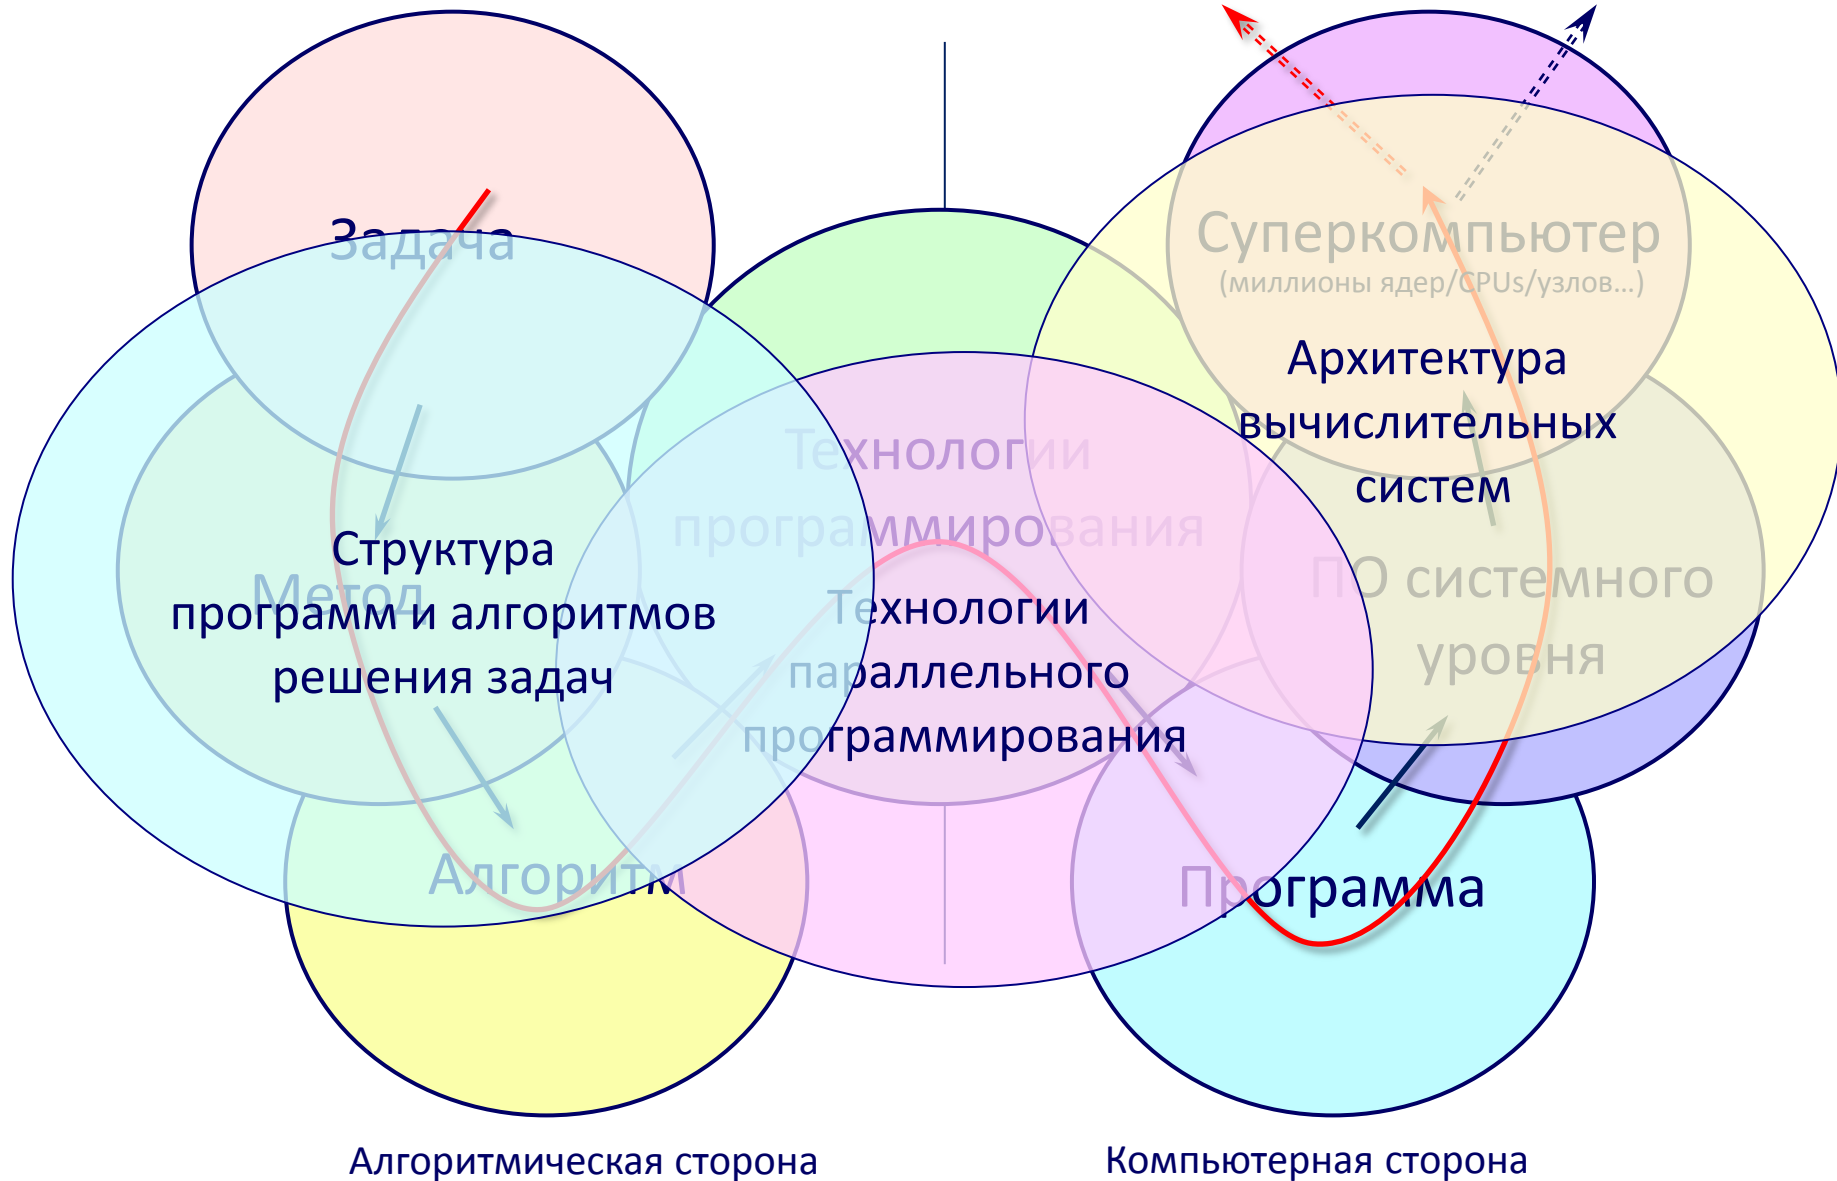 Задача
Суперкомпьютер
(миллионы ядер/CPUs/узлов...)
Архитектура
вычислительных
систем
Технологии
программирования
Структура
Метод
программ и алгоритмов
решения задач
Технологии
параллельного
программирования
ПО системного
уровня
Алгоритм
Программа
Алгоритмическая сторона
Компьютерная сторона